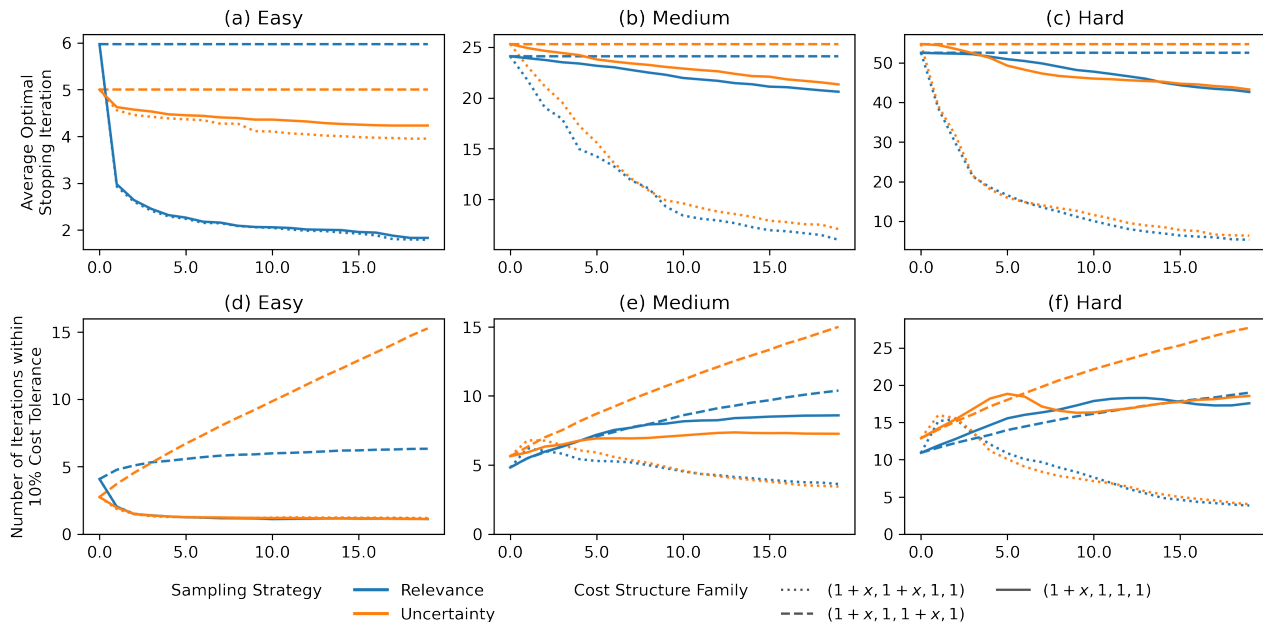 (a) Easy
(b) Medium
(c) Hard
Average Optimal
Stopping Iteration
6
5
4
3
2
0.0 5.0 10.0 15.0
25
20
15
10
0.0 5.0 10.0 15.0
50
40
30
20
10
0.0 5.0 10.0 15.0
(d) Easy
(e) Medium
(f) Hard
Number of Iterations within
10% Cost Tolerance
15
10
5
0
0.0 5.0 10.0 15.0
15
10
5
0
0.0 5.0 10.0 15.0
25
20
15
10
5
0
0.0 5.0 10.0 15.0
Sampling Strategy
Relevance
Uncertainty
Cost Structure Family
(1 + x, 1 + x, 1, 1)
(1 + x, 1, 1 + x, 1)
(1 + x, 1, 1, 1)